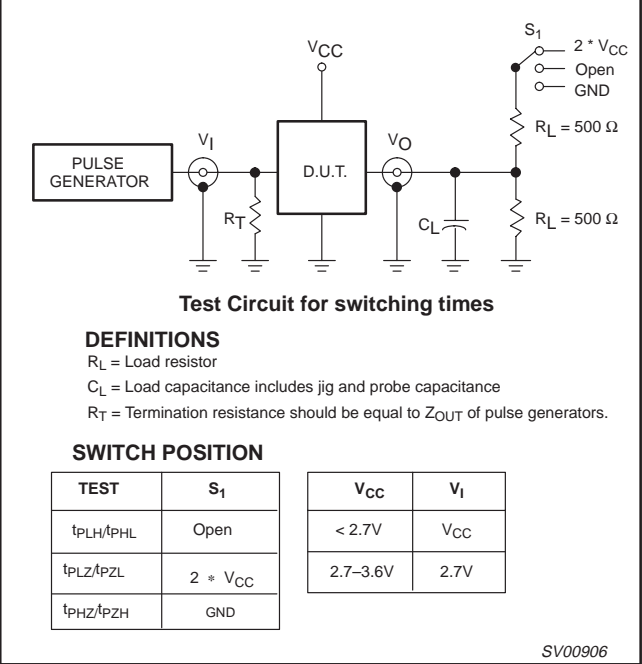 S1
2 * VCC
Open
GND
VCC
RL = 500 Ω
VI
VO
PULSE
GENERATOR
D.U.T.
RT
CL
RL = 500 Ω
Test Circuit for switching times
DEFINITIONS
RL = Load resistor
CL = Load capacitance includes jig and probe capacitance
RT = Termination resistance should be equal to ZOUT of pulse generators.
SWITCH POSITION
TEST S1
tPLH/tPHL Open
tPLZ/tPZL 2 * VCC
tPHZ/tPZH GND
VCC VI
< 2.7V VCC
2.7–3.6V 2.7V
SV00906